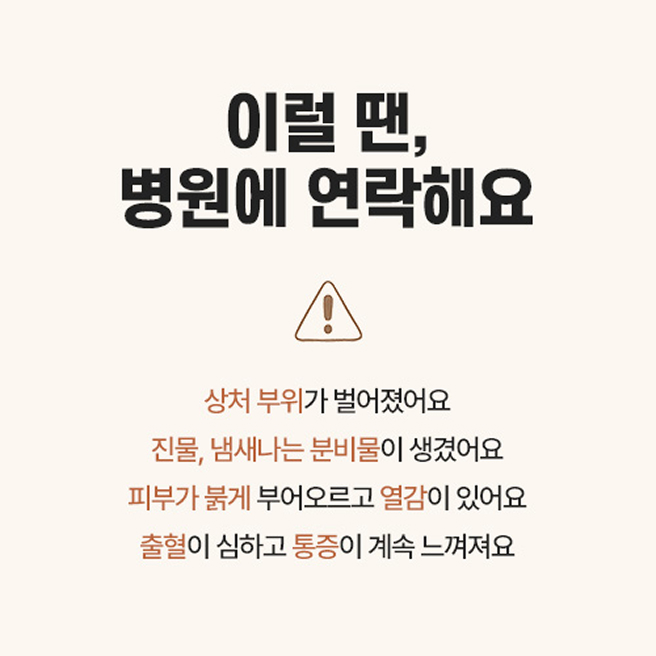 이럴 땐,
병원에 연락해요
상처 부위가 벌어졌어요
진물, 냄새나는 분비물이 생겼어요
피부가 붉게 부어오르고 열감이 있어요
출혈이 심하고 통증이 계속 느껴져요